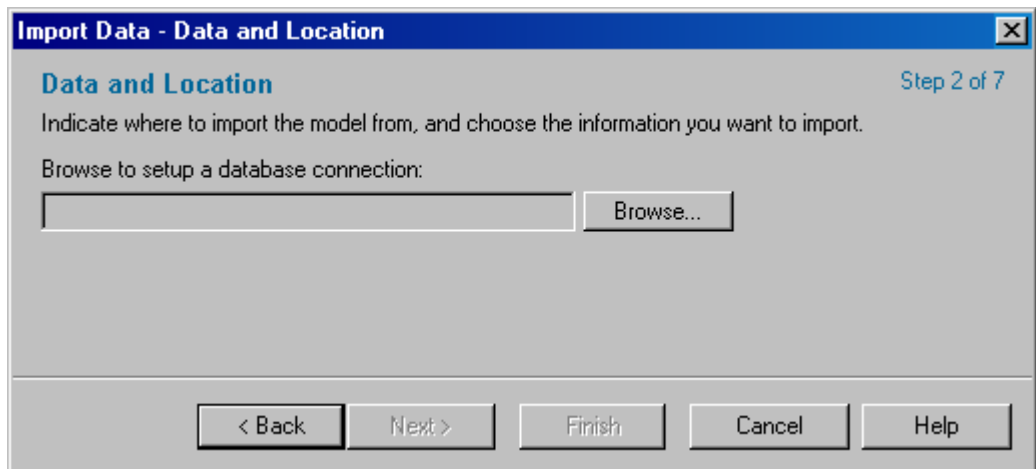 Import Data - Data and Location
Data and Location
Step 2 of 7
Indicate where to import the model from, and choose the information you want to import.
Browse to setup a database connection:
Browse...
< Back
Next >
Finish
Cancel
Help